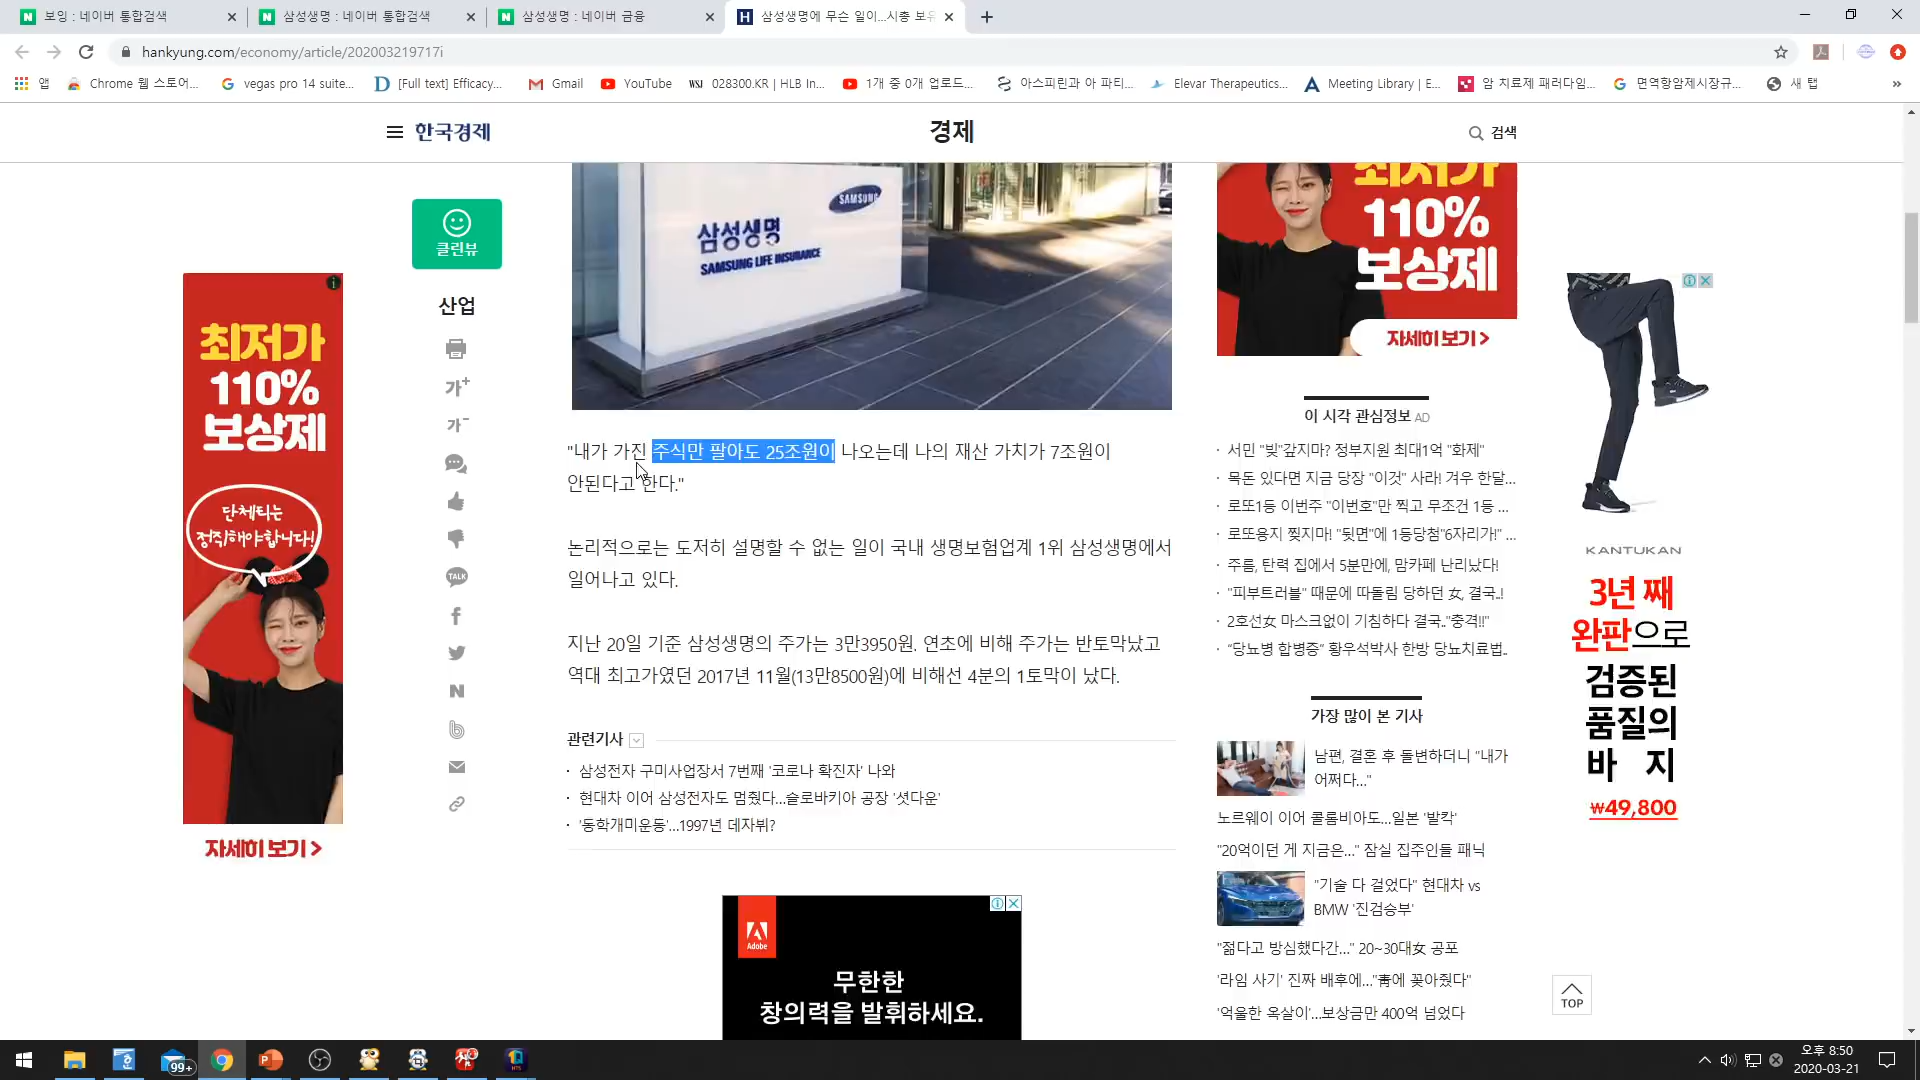 보잉 : 네이버 통합검색
삼성생명 : 네이버 통합검색
삼성생명 : 네이버 금융
삼성생명에 무슨 일이...시총 보유
hankyung.com/economy/article/202003219717i
앱
Chrome 웹 스토어...
vegas pro 14 suite...
[Full text] Efficacy...
Gmail
YouTube
WSJ 028300.KR | HLB In...
1개 중 0개 업로드...
아스피린과 아 파티...
Elevar Therapeutics...
Meeting Library | E...
암 치료제 패러다임...
면역항암제시장규...
새 탭
한국경제
경제
검색
최저가
110%
보상제
자세히 보기 >
단체티는
정직해야합니다!
최저가
110%
보상제
자세히 보기 >
클린뷰
산업
가+
가-
TALK
SAMSUNG
삼성생명
SAMSUNG LIFE INSURANCE
"내가 가진 주식만 팔아도 25조원이 나오는데 나의 재산 가치가 7조원이
안된다고 한다."
논리적으로는 도저히 설명할 수 없는 일이 국내 생명보험업계 1위 삼성생명에서
일어나고 있다.
지난 20일 기준 삼성생명의 주가는 3만3950원. 연초에 비해 주가는 반토막났고
역대 최고가였던 2017년 11월(13만8500원)에 비해선 4분의 1토막이 났다.
관련기사
· 삼성전자 구미사업장서 7번째 '코로나 확진자' 나와
· 현대차 이어 삼성전자도 멈췄다...슬로바키아 공장 '셧다운'
· '동학개미운동'...1997년 데자뷔?
Adobe
무한한
창의력을 발휘하세요.
이 시각 관심정보 AD
· 서민 "빚"갚지마? 정부지원 최대1억 "화제"
· 목돈 있다면 지금 당장 "이것" 사라! 겨우 한달...
· 로또1등 이번주 "이번호"만 찍고 무조건 1등 ...
· 로또용지 찢지마! "뒷면"에 1등당첨"6자리가!" ...
· 주름, 탄력 집에서 5분만에, 맘카페 난리났다!
· "피부트러블" 때문에 따돌림 당하던 女, 결국..!
· 2호선女 마스크없이 기침하다 결국.."충격!!"
· "당뇨병 합병증" 황우석박사 한방 당뇨치료법..
가장 많이 본 기사
남편, 결혼 후 돌변하더니 "내가
어쩌다..."
노르웨이 이어 콜롬비아도...일본 '발칵'
"20억이던 게 지금은..." 잠실 집주인들 패닉
"기술 다 걸었다" 현대차 vs
BMW '진검승부'
"젊다고 방심했다간..." 20~30대女 공포
'라임 사기' 진짜 배후에..."靑에 꽂아줬다"
'억울한 옥살이'...보상금만 400억 넘었다
KANTUKAN
3년 째
완판으로
검증된
품질의
바 지
₩49,800
TOP
99+
오후 8:50
2020-03-21